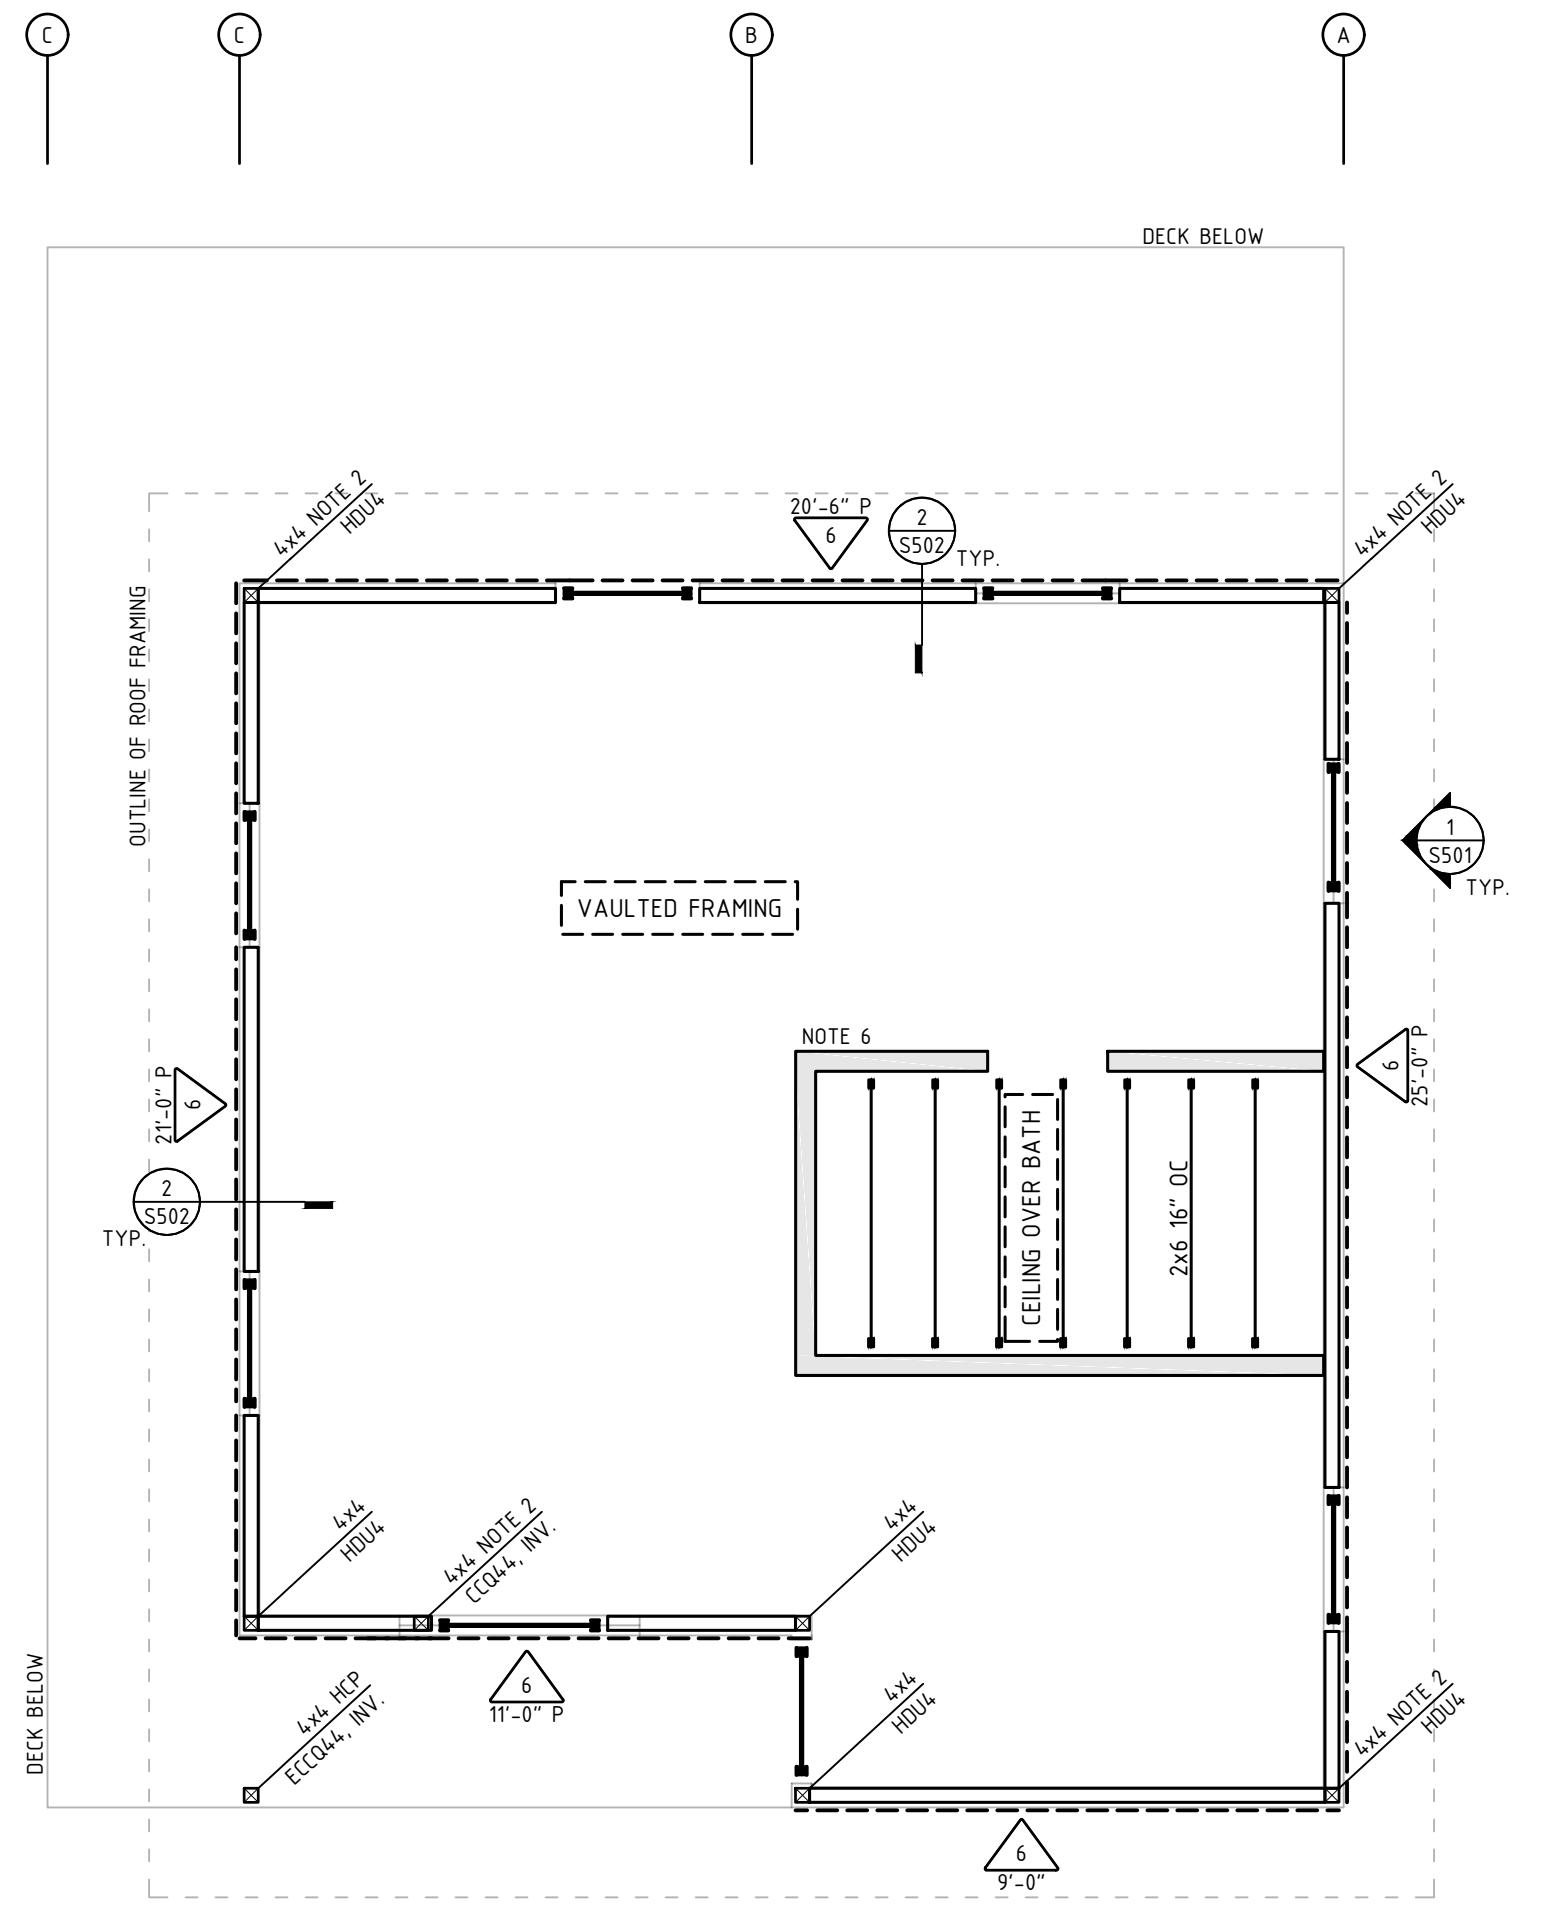 C
C
B
A
DECK BELOW
4x4 NOTE 2
HDU4
20'-6" P
6
2
S502
TYP.
4x4 NOTE 2
HDU4
OUTLINE OF ROOF FRAMING
1
S501
TYP.
VAULTED FRAMING
NOTE 6
21'-0" P
6
6
25'-0" P
CEILING OVER BATH
2x6 16" OC
2
S502
TYP.
4x4
HDU4
4x4 NOTE 2
CCQ44, INV.
4x4
HDU4
DECK BELOW
4x4 HCP
ECCQ44, INV.
6
11'-0" P
4x4
HDU4
4x4 NOTE 2
HDU4
6
9'-0"